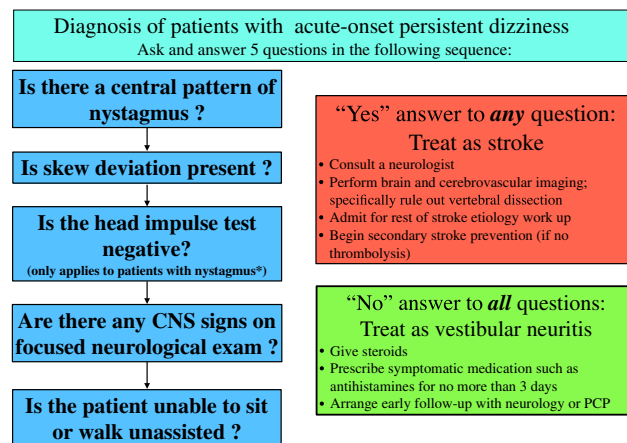 Diagnosis of patients with acute-onset persistent dizziness
Ask and answer 5 questions in the following sequence:
Is there a central pattern of
nystagmus ?
Is skew deviation present ?
Is the head impulse test
negative?
(only applies to patients with nystagmus*)
Are there any CNS signs on
focused neurological exam ?
Is the patient unable to sit
or walk unassisted ?
“Yes” answer to any question:
Treat as stroke
• Consult a neurologist
• Perform brain and cerebrovascular imaging;
specifically rule out vertebral dissection
• Admit for rest of stroke etiology work up
• Begin secondary stroke prevention (if no
thrombolysis)
“No” answer to all questions:
Treat as vestibular neuritis
• Give steroids
• Prescribe symptomatic medication such as
antihistamines for no more than 3 days
• Arrange early follow-up with neurology or PCP